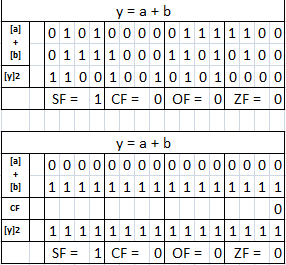 y = a + b
[a] 0 1 0 1 0 0 0 0 0 1 1 1 1 1 0 0
+
[b] 0 1 1 1 1 0 0 0 1 1 0 1 0 1 0 0
[y]2 1 1 0 0 1 0 0 1 0 1 0 1 0 0 0 0
SF = 1 CF = 0 OF = 0 ZF = 0
y = a + b
[a] 0 0 0 0 0 0 0 0 0 0 0 0 0 0 0 0
+
[b] 1 1 1 1 1 1 1 1 1 1 1 1 1 1 1 1
CF 0
[y]2 1 1 1 1 1 1 1 1 1 1 1 1 1 1 1 1
SF = 1 CF = 0 OF = 0 ZF = 0